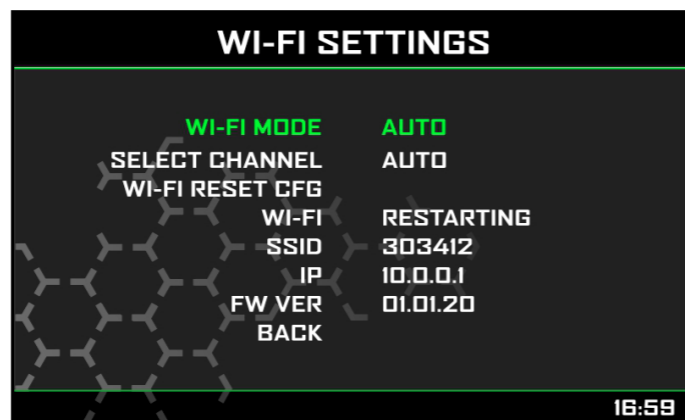 WI-FI SETTINGS
WI-FI MODE AUTO
SELECT CHANNEL AUTO
WI-FI RESET CFG
WI-FI RESTARTING
SSID 303412
IP 10.0.0.1
FW VER 01.01.20
BACK
16:59